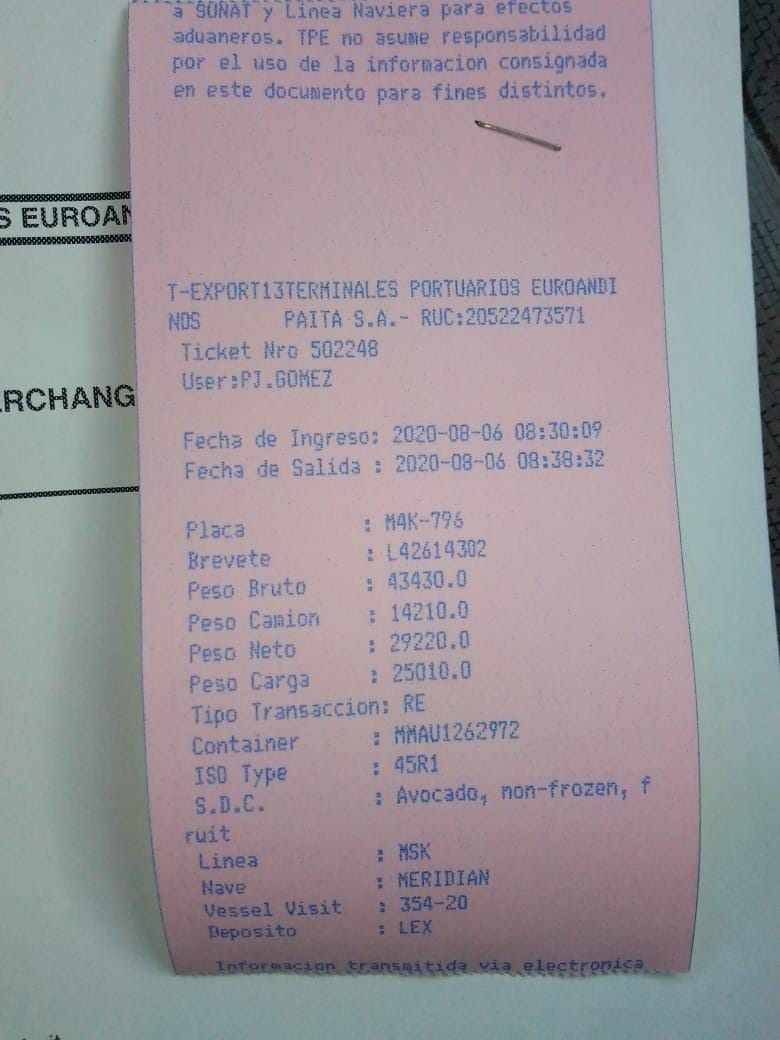 a SUNAT y Linea Naviera para efectos
aduaneros. TPE no asume responsabilidad
por el uso de la informacion consignada
en este documento para fines distintos.
S EUROAN
ERCHANG
T-EXPORT13TERMINALES PORTUARIOS EUROANDI
NOS PAITA S.A.- RUC:20522473571
Ticket Nro 502248
User:PJ.GOMEZ
Fecha de Ingreso: 2020-08-06 08:30:09
Fecha de Salida : 2020-08-06 08:38:32
Placa : M4K-796
Brevete : L42614302
Peso Bruto : 43430.0
Peso Camion : 14210.0
Peso Neto : 29220.0
Peso Carga : 25010.0
Tipo Transaccion: RE
Container : MMAU1262972
ISO Type : 45R1
S.D.C. : Avocado, non-frozen, f
ruit
Linea : MSK
Nave : MERIDIAN
Vessel Visit : 354-20
Deposito : LEX
Informacion transmitida via electronica